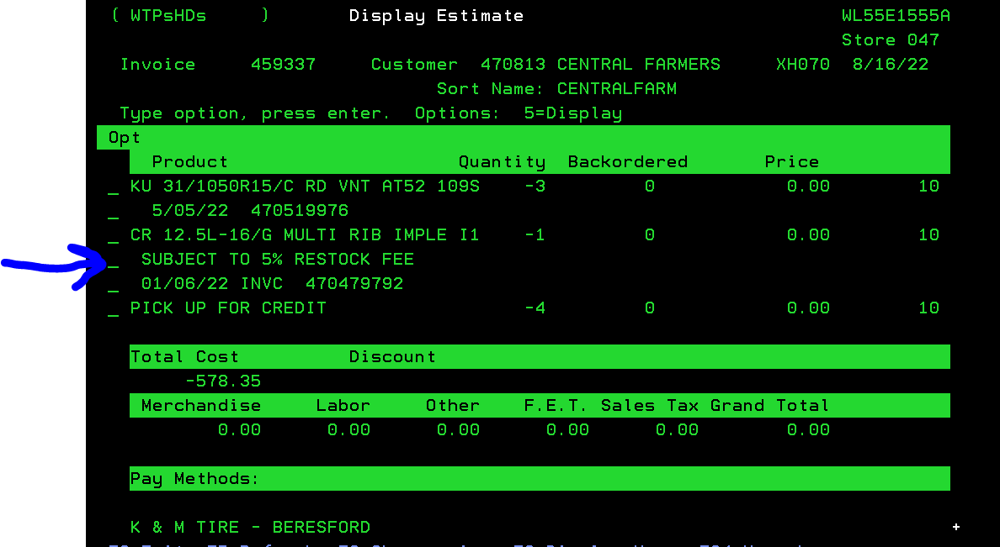 ( WTPsHDs ) Display Estimate WL55E1555A
Store 047
Invoice 459337 Customer 470813 CENTRAL FARMERS XH070 8/16/22
Sort Name: CENTRALFARM
Type option, press enter. Options: 5=Display
Opt
Product Quantity Backordered Price
_ KU 31/1050R15/C RD VNT AT52 109S -3 0 0.00 10
_ 5/05/22 470519976
_ CR 12.5L-16/G MULTI RIB IMPLE I1 -1 0 0.00 10
_ SUBJECT TO 5% RESTOCK FEE
_ 01/06/22 INVC 470479792
_ PICK UP FOR CREDIT -4 0 0.00 10
Total Cost Discount
-578.35
Merchandise Labor Other F.E.T. Sales Tax Grand Total
0.00 0.00 0.00 0.00 0.00 0.00
Pay Methods:
K & M TIRE - BERESFORD +